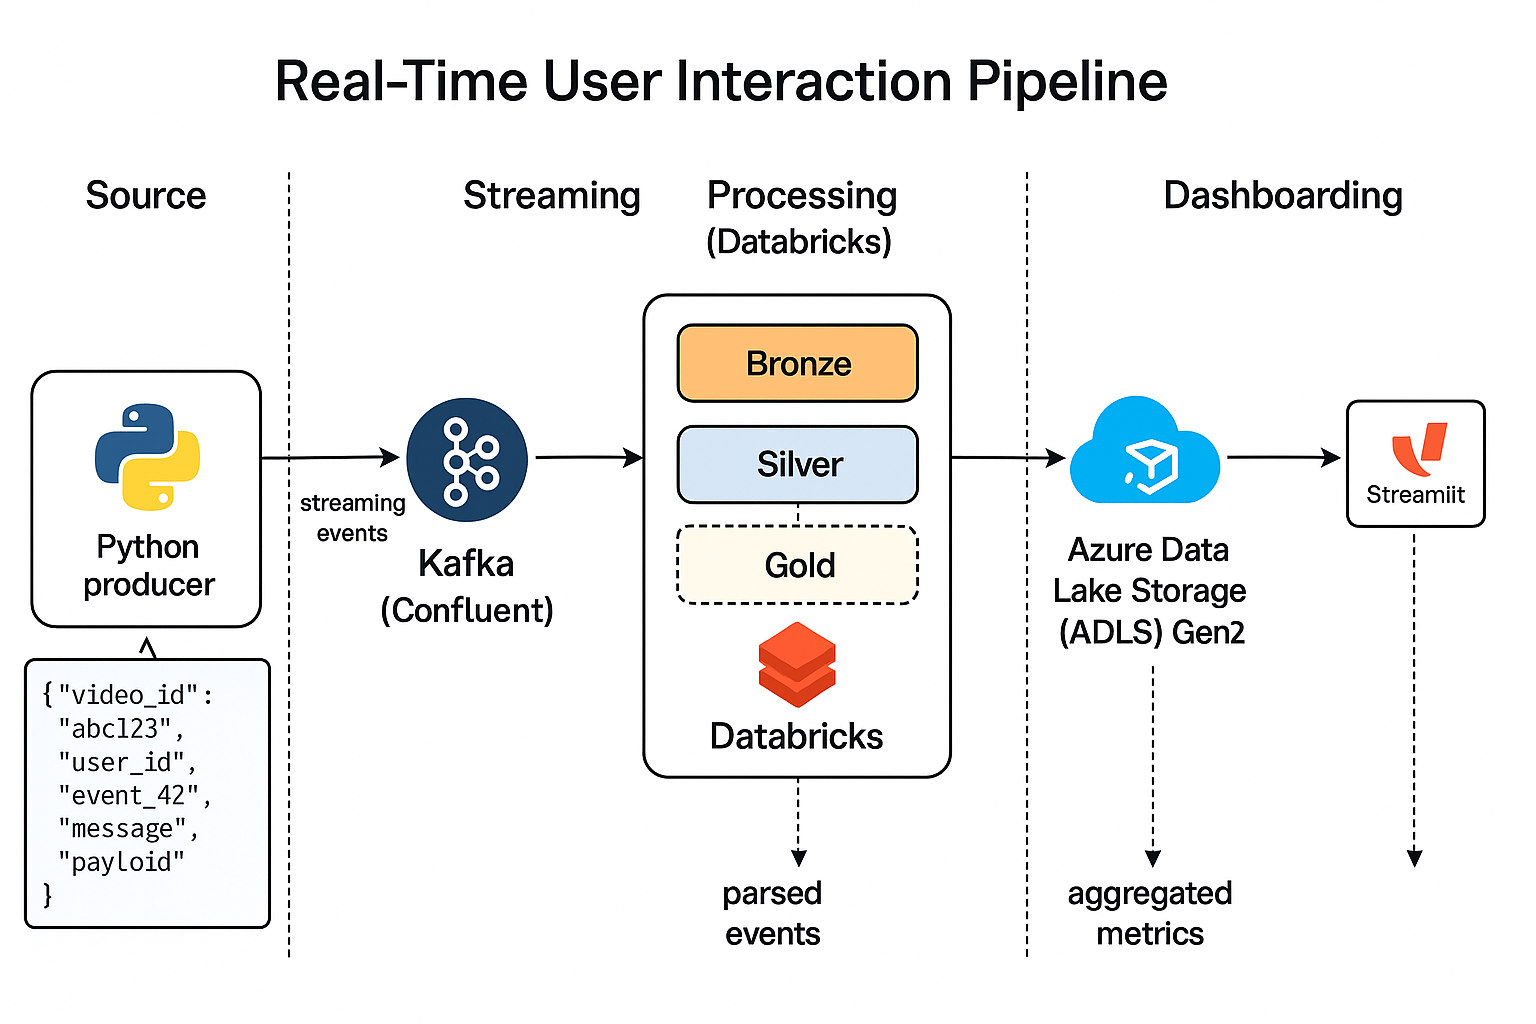 Real-Time User Interaction Pipeline
Source
Streaming
Processing
(Databricks)
Dashboarding
Python
producer
streaming
events
Kafka
(Confluent)
Bronze
Silver
Gold
Databricks
Azure Data
Lake Storage
(ADLS) Gen2
Streamiit
{"video_id":
"abcl23",
"user_id",
"event_42",
"message",
"payloid"
}
parsed
events
aggregated
metrics